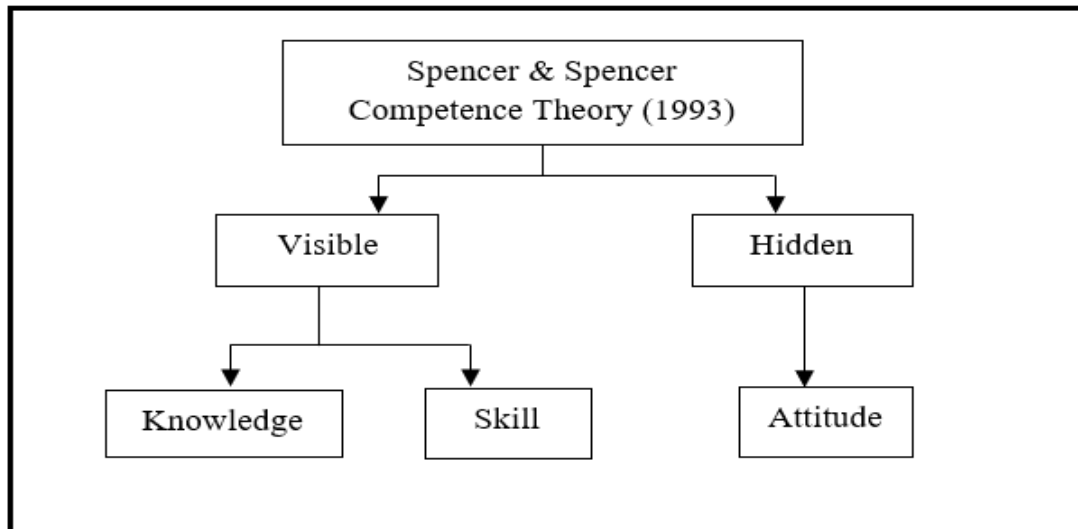 Spencer & Spencer
Competence Theory (1993)
Visible
Hidden
Knowledge
Skill
Attitude